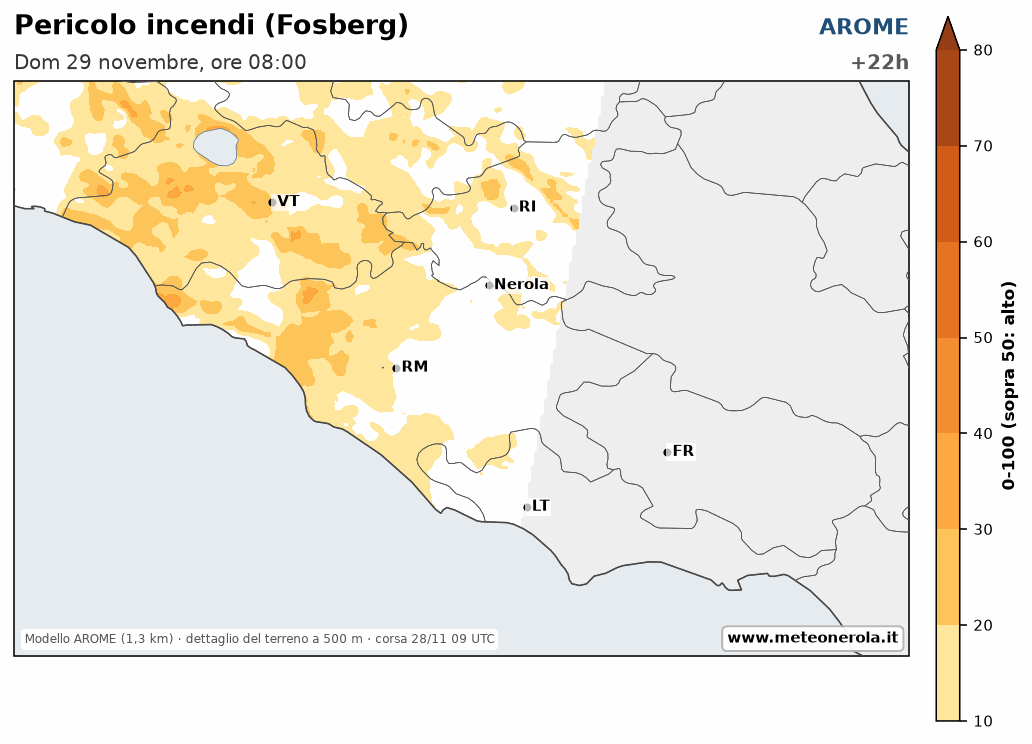 Pericolo incendi (Fosberg)
AROME
Dom 29 novembre, ore 08:00
+22h
80
70
60
50
40
30
20
10
0-100 (sopra 50: alto)
VT
RI
Nerola
RM
FR
LT
Modello AROME (1,3 km) · dettaglio del terreno a 500 m · corsa 28/11 09 UTC
www.meteonerola.it